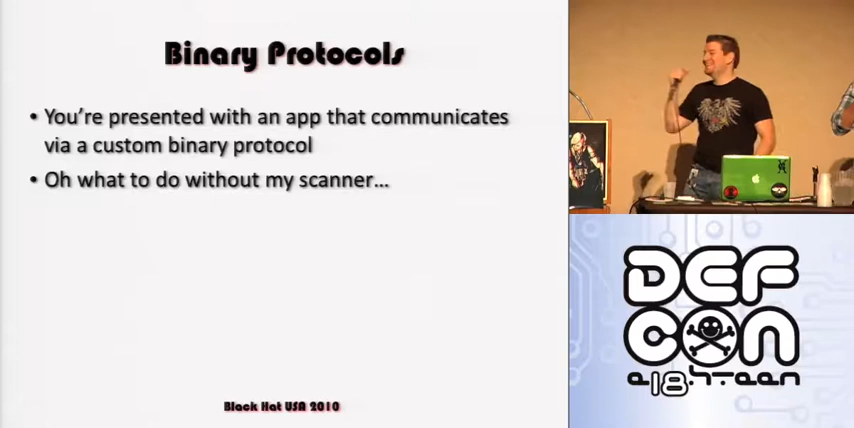 Binary Protocols
• You're presented with an app that communicates
via a custom binary protocol
• Oh what to do without my scanner...
Black Hat USA 2010
DEF
CON
18